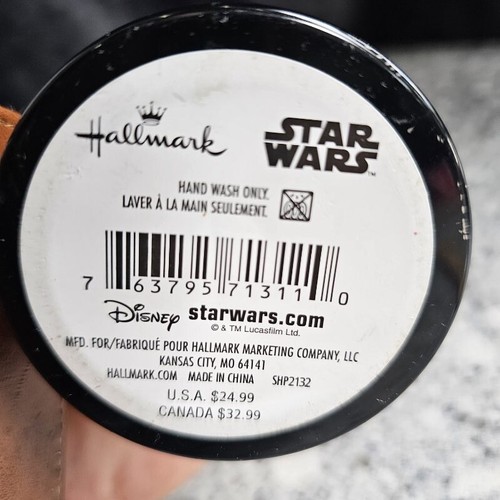 Hallmark
STAR WARS™
HAND WASH ONLY.
LAVER À LA MAIN SEULEMENT.
7 63795 71311 0
Disney starwars.com
© & TM Lucasfilm Ltd.
MFD. FOR/FABRIQUÉ POUR HALLMARK MARKETING COMPANY, LLC
KANSAS CITY, MO 64141
HALLMARK.COM MADE IN CHINA SHP2132
U.S.A. $24.99
CANADA $32.99